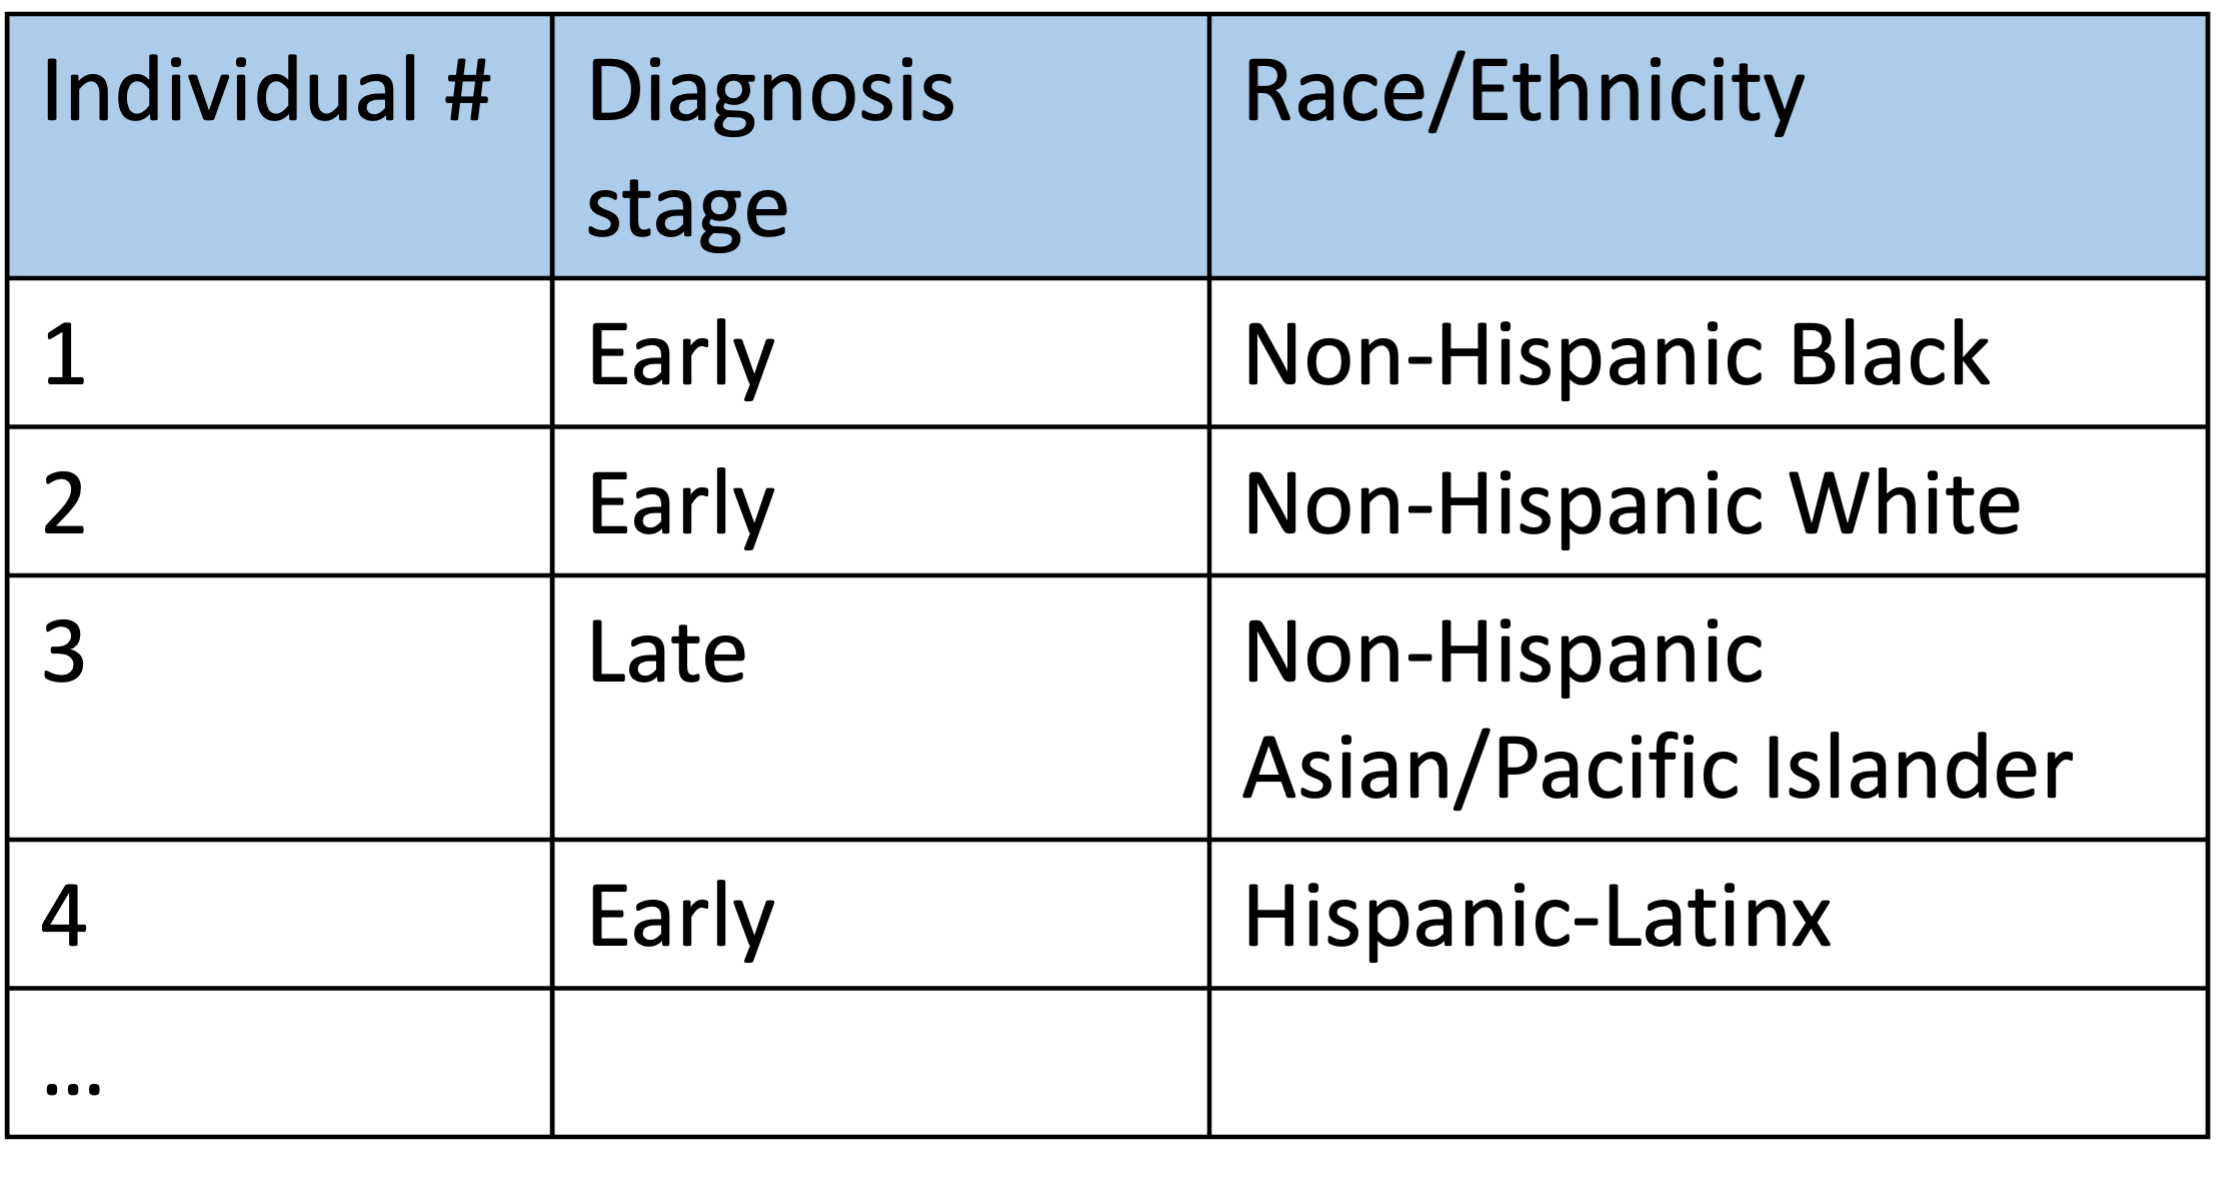 Individual # Diagnosis Race/Ethnicity
stage
1 Early Non-Hispanic Black
2 Early Non-Hispanic White
3 Late Non-Hispanic
Asian/Pacific Islander
4 Early Hispanic-Latinx
...